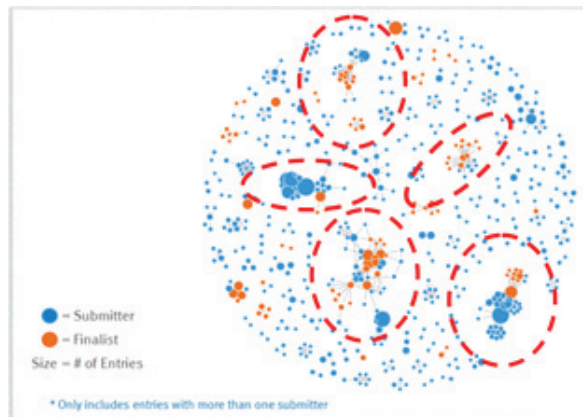 = Submitter
= Finalist
Size = # of Entries
* Only includes entries with more than one submitter